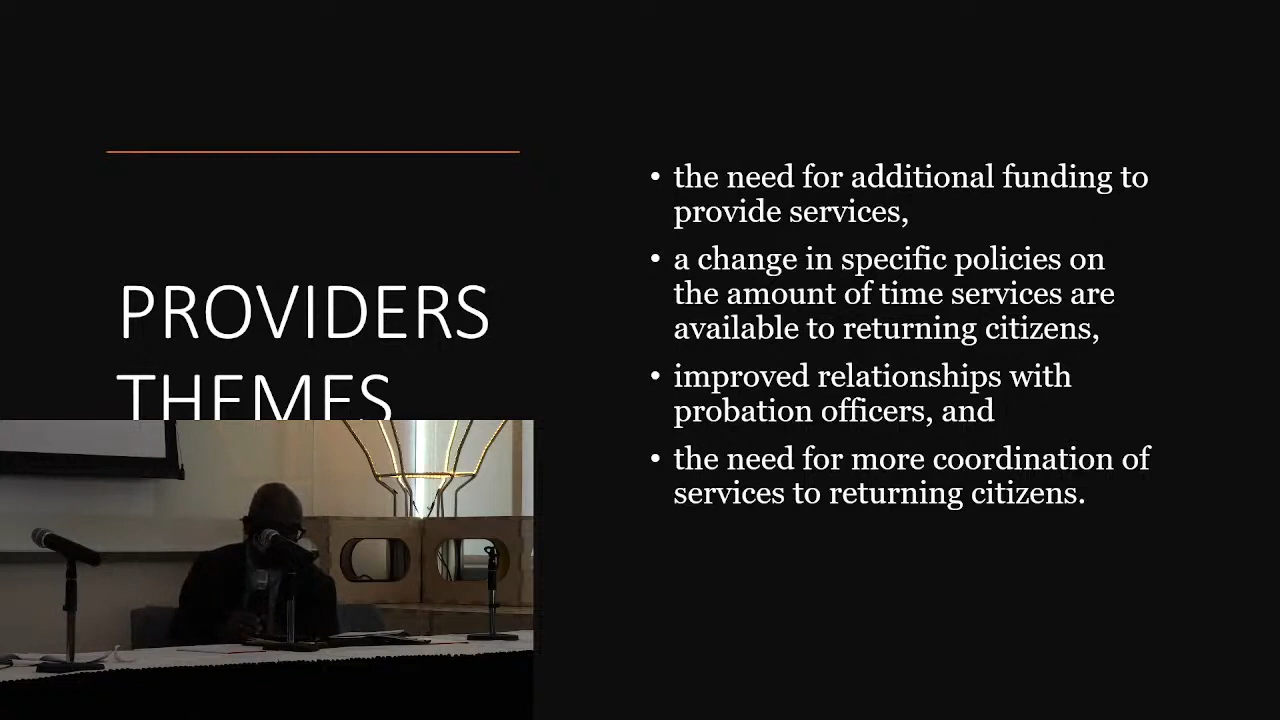 PROVIDERS
THEMES
• the need for additional funding to
provide services,
• a change in specific policies on
the amount of time services are
available to returning citizens,
• improved relationships with
probation officers, and
• the need for more coordination of
services to returning citizens.